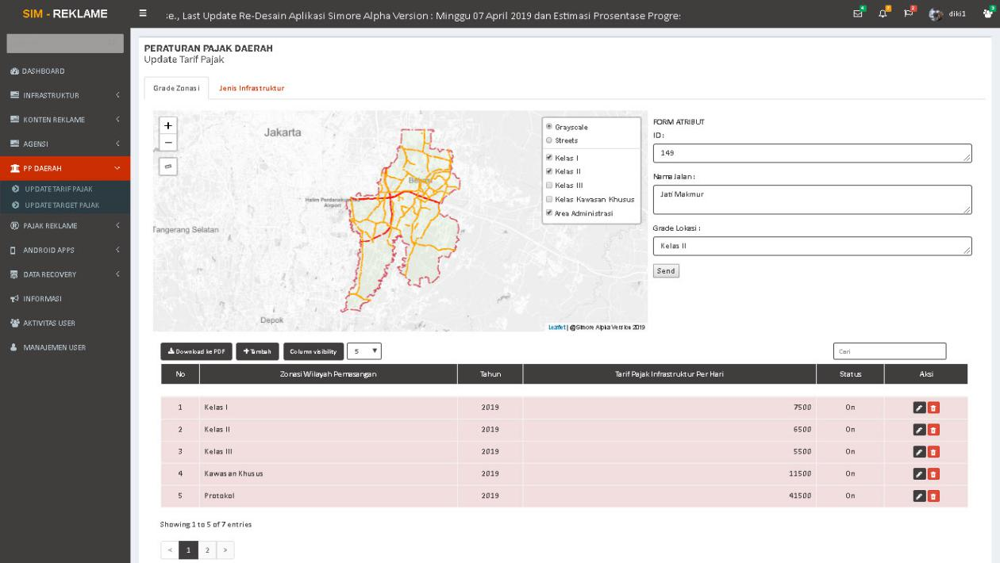 SIM - REKLAME
se., Last Update Re-Desain Aplikasi Simore Alpha Version : Minggu 07 April 2019 dan Estimasi Prosentase Progre
4
7
2
diki1
DASHBOARD
INFRASTRUKTUR
KONTEN REKLAME
AGENSI
PP DAERAH
UPDATE TARIF PAJAK
UPDATE TARGET PAJAK
PAJAK REKLAME
ANDROID APPS
DATA RECOVERY
INFORMASI
AKTIVITAS USER
MANAJEMEN USER
PERATURAN PAJAK DAERAH
Update Tarif Pajak
Grade Zonasi
Jenis Infrastruktur
+
−
Jakarta
Halim Perdanakusuma
Airport
Tangerang Selatan
Depok
Grayscale
Streets
Kelas I
Kelas II
Kelas III
Kelas Kawasan Khusus
Area Administrasi
Leaflet | @Simore Alpha Version 2019
FORM ATRIBUT
ID :
149
Nama Jalan :
Jati Makmur
Grade Lokasi :
Kelas II
Send
Download ke PDF
+Tambah
Column visibility
5
Cari
No Zonasi Wilayah Pemasangan Tahun Tarif Pajak Infrastruktur Per Hari Status Aksi
1 Kelas I 2019 7500 On
2 Kelas II 2019 6500 On
3 Kelas III 2019 5500 On
4 Kawasan Khusus 2019 11500 On
5 Protokol 2019 41500 On
Showing 1 to 5 of 7 entries
< 1 2 >